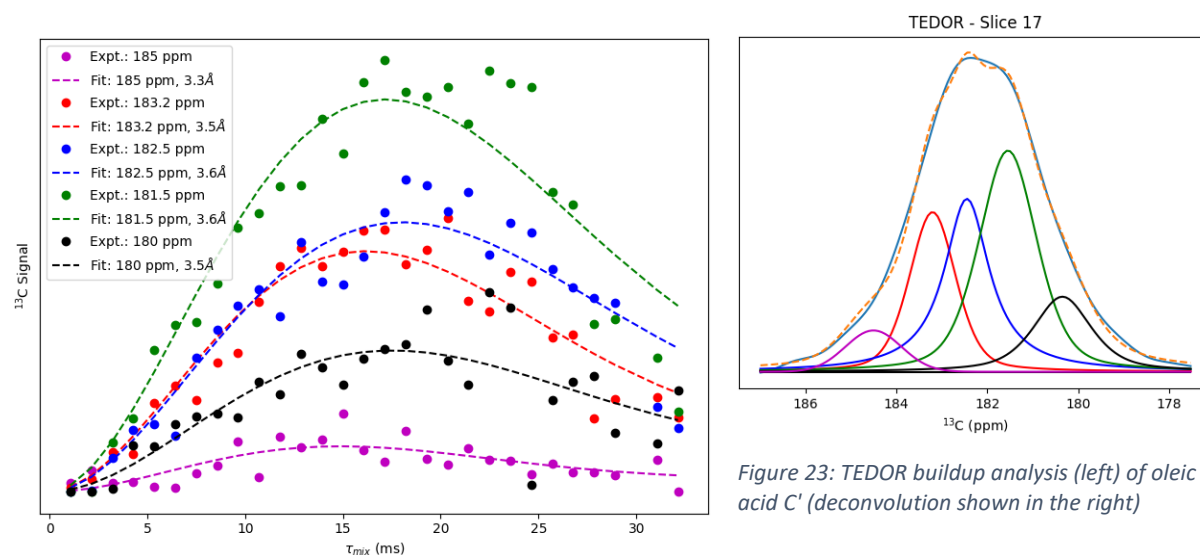 Expt.: 185 ppm
Fit: 185 ppm, 3.3Å
Expt.: 183.2 ppm
Fit: 183.2 ppm, 3.5Å
Expt.: 182.5 ppm
Fit: 182.5 ppm, 3.6Å
Expt.: 181.5 ppm
Fit: 181.5 ppm, 3.6Å
Expt.: 180 ppm
Fit: 180 ppm, 3.5Å
¹³C Signal
0 5 10 15 20 25 30
τmix (ms)
TEDOR - Slice 17
186 184 182 180 178
¹³C (ppm)
Figure 23: TEDOR buildup analysis (left) of oleic
acid C' (deconvolution shown in the right)